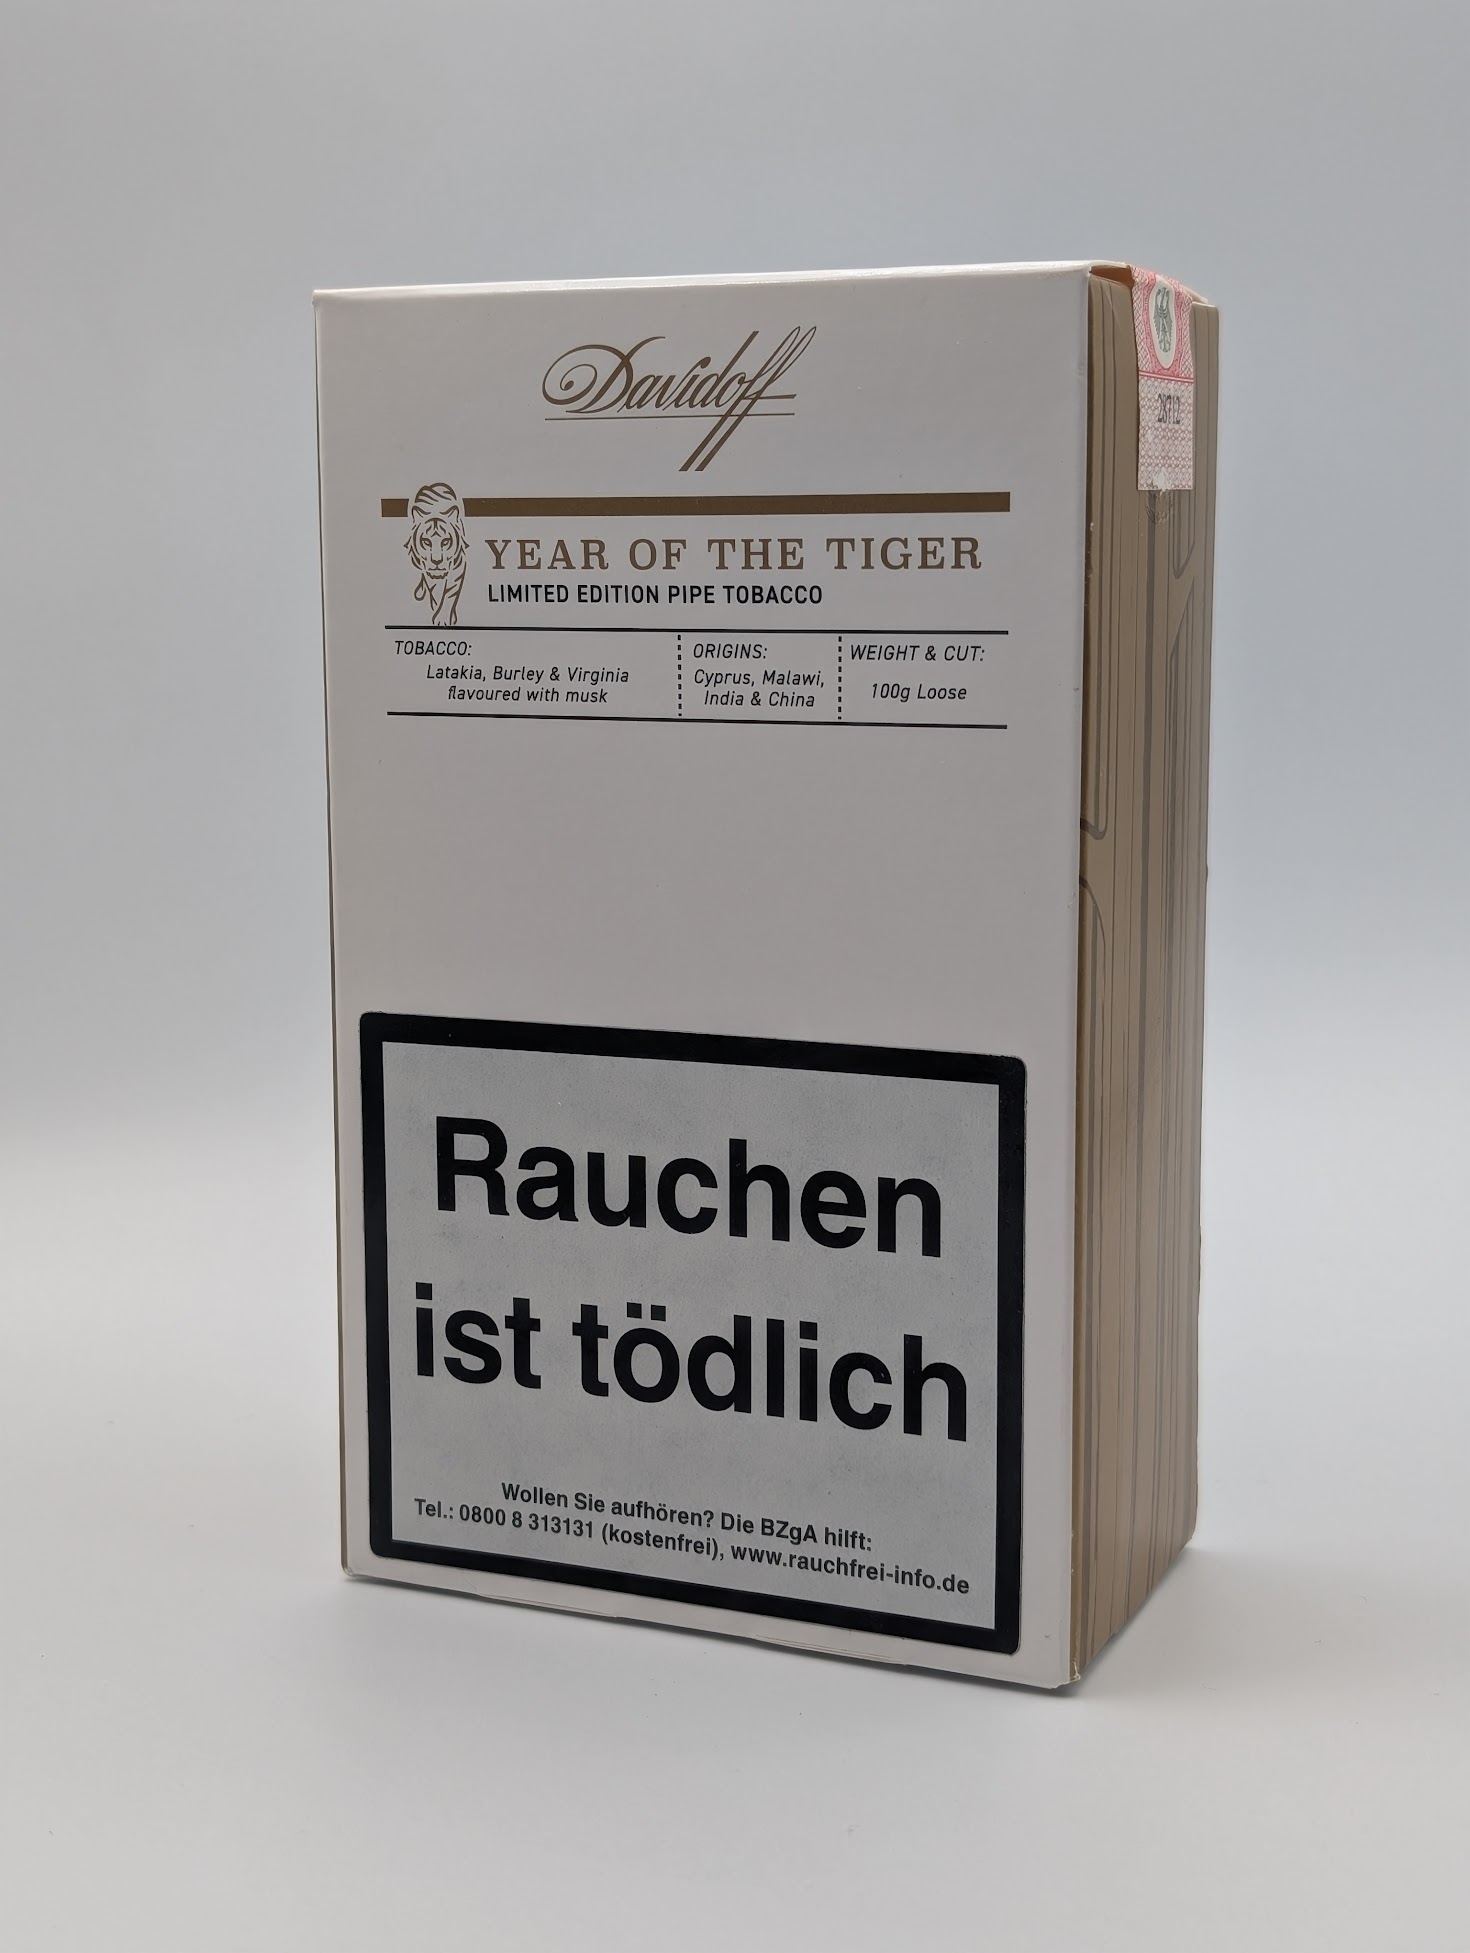 Davidoff
YEAR OF THE TIGER
LIMITED EDITION PIPE TOBACCO
TOBACCO:
Latakia, Burley & Virginia
flavoured with musk
ORIGINS:
Cyprus, Malawi,
India & China
WEIGHT & CUT:
100g Loose
28712
Rauchen
ist tödlich
Wollen Sie aufhören? Die BZgA hilft:
Tel.: 0800 8 313131 (kostenfrei), www.rauchfrei-info.de